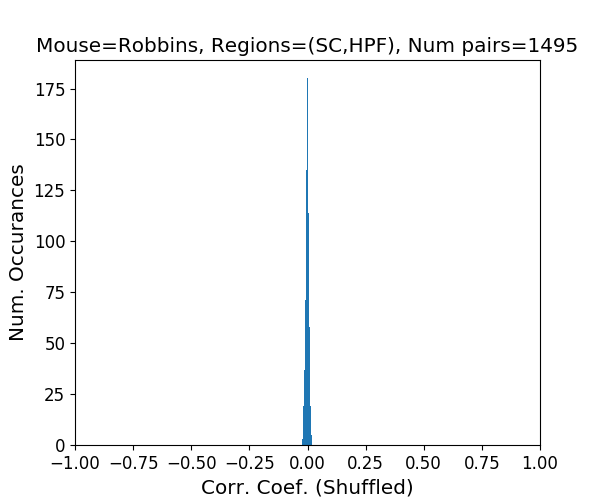 Mouse=Robbins, Regions=(SC,HPF), Num pairs=1495
Num. Occurances
175
150
125
100
75
50
25
0
−1.00 −0.75 −0.50 −0.25 0.00 0.25 0.50 0.75 1.00
Corr. Coef. (Shuffled)